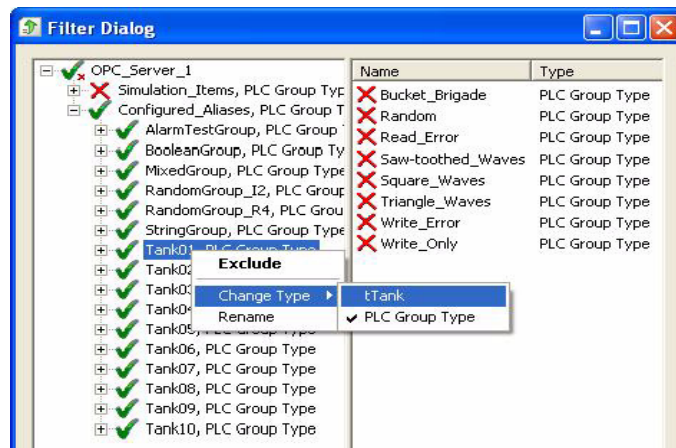 Filter Dialog
OPC_Server_1
Simulation_Items, PLC Group Typ
Configured_Aliases, PLC Group T
AlarmTestGroup, PLC Group
BooleanGroup, PLC Group Ty
MixedGroup, PLC Group Type
RandomGroup_I2, PLC Group
RandomGroup_R4, PLC Grou
StringGroup, PLC Group Type
Tank01, PLC Group Type
Tank02
Tank03
Tank04
Tank05, PLC Group Type
Tank06, PLC Group Type
Tank07, PLC Group Type
Tank08, PLC Group Type
Tank09, PLC Group Type
Tank10, PLC Group Type
Exclude
Change Type
Rename
tTank
PLC Group Type
Name Type
Bucket_Brigade PLC Group Type
Random PLC Group Type
Read_Error PLC Group Type
Saw-toothed_Waves PLC Group Type
Square_Waves PLC Group Type
Triangle_Waves PLC Group Type
Write_Error PLC Group Type
Write_Only PLC Group Type